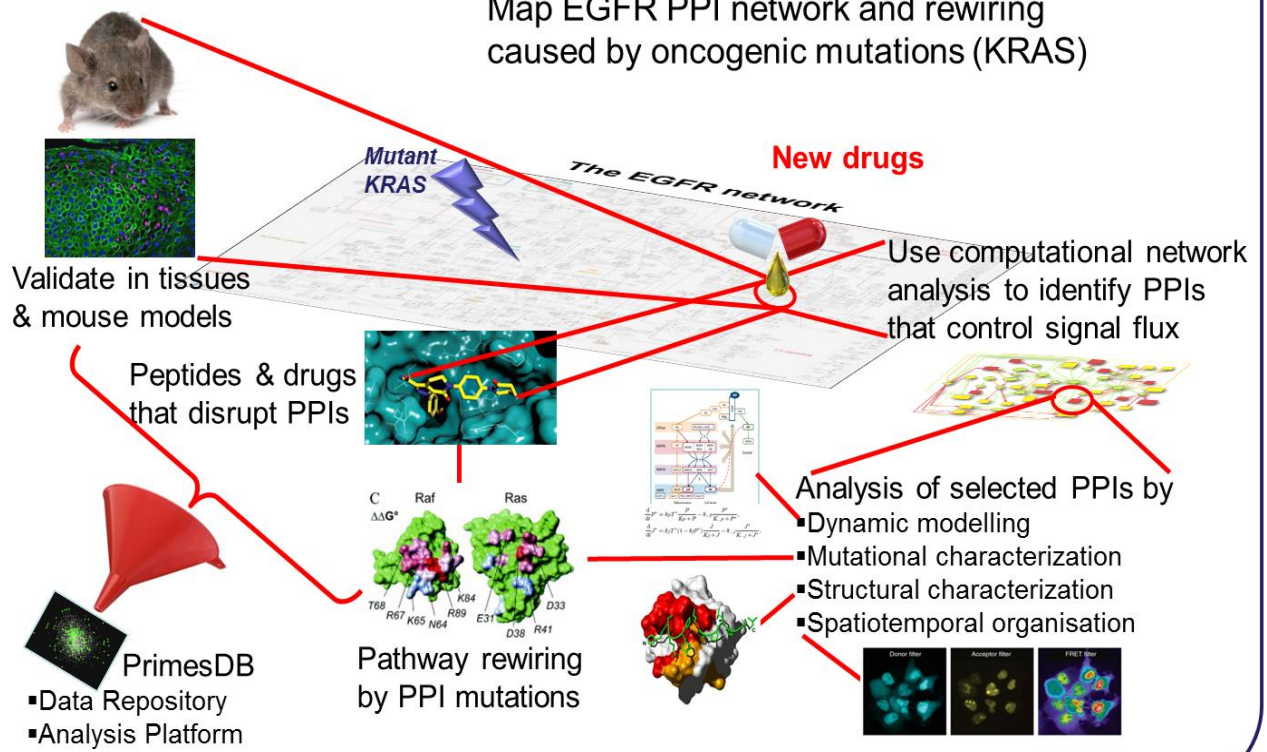 Map EGFR PPI network and rewiring
caused by oncogenic mutations (KRAS)
Mutant
KRAS
The EGFR network
New drugs
Use computational network
analysis to identify PPIs
that control signal flux
Validate in tissues
& mouse models
Peptides & drugs
that disrupt PPIs
Analysis of selected PPIs by
▪Dynamic modelling
▪Mutational characterization
▪Structural characterization
▪Spatiotemporal organisation
C Raf Ras
ΔΔG°
T68 R67 K65 N64 R89 K84
E31 D38 R41 D33
Pathway rewiring
by PPI mutations
PrimesDB
▪Data Repository
▪Analysis Platform
Donor filter Acceptor filter FRET filter